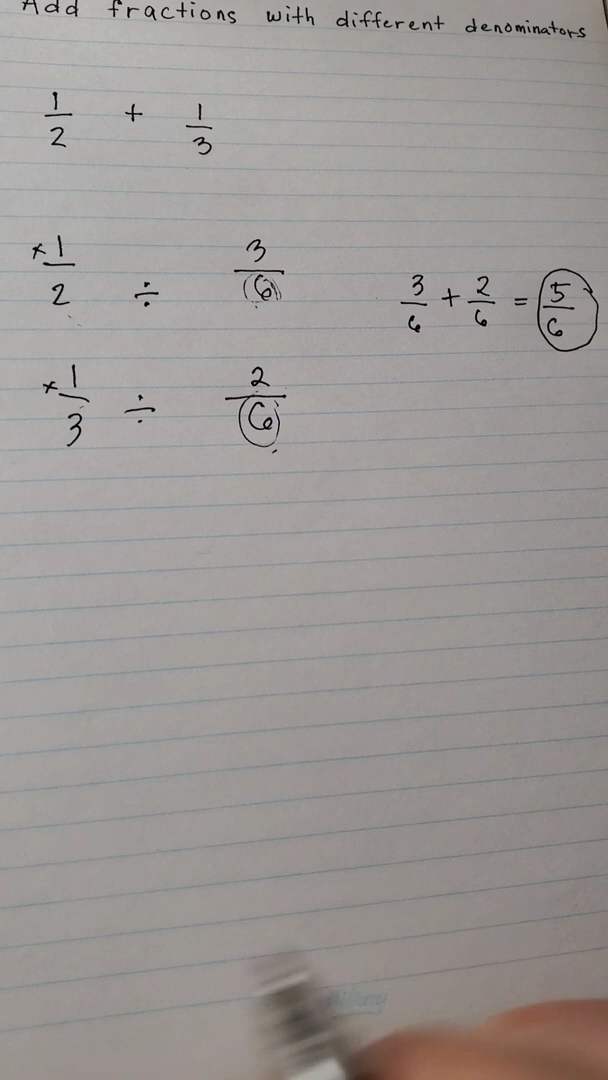 Add fractions with different denominators
1/2 + 1/3
×1/2 ÷ 3/6
3/6 + 2/6 = 5/6
×1/3 ÷ 2/6